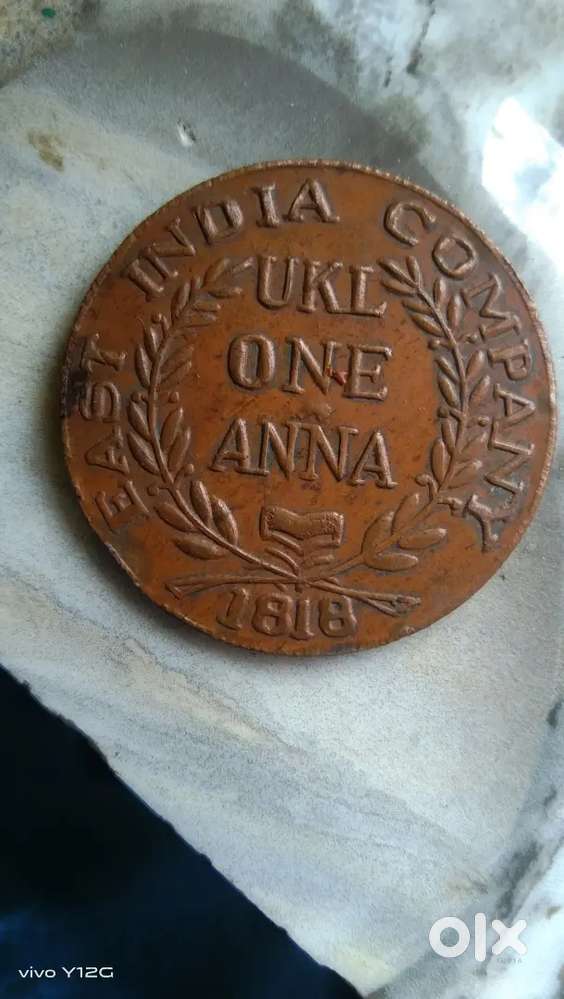 EAST INDIA COMPANY
UKL
ONE
ANNA
1818
vivo Y12G
olx